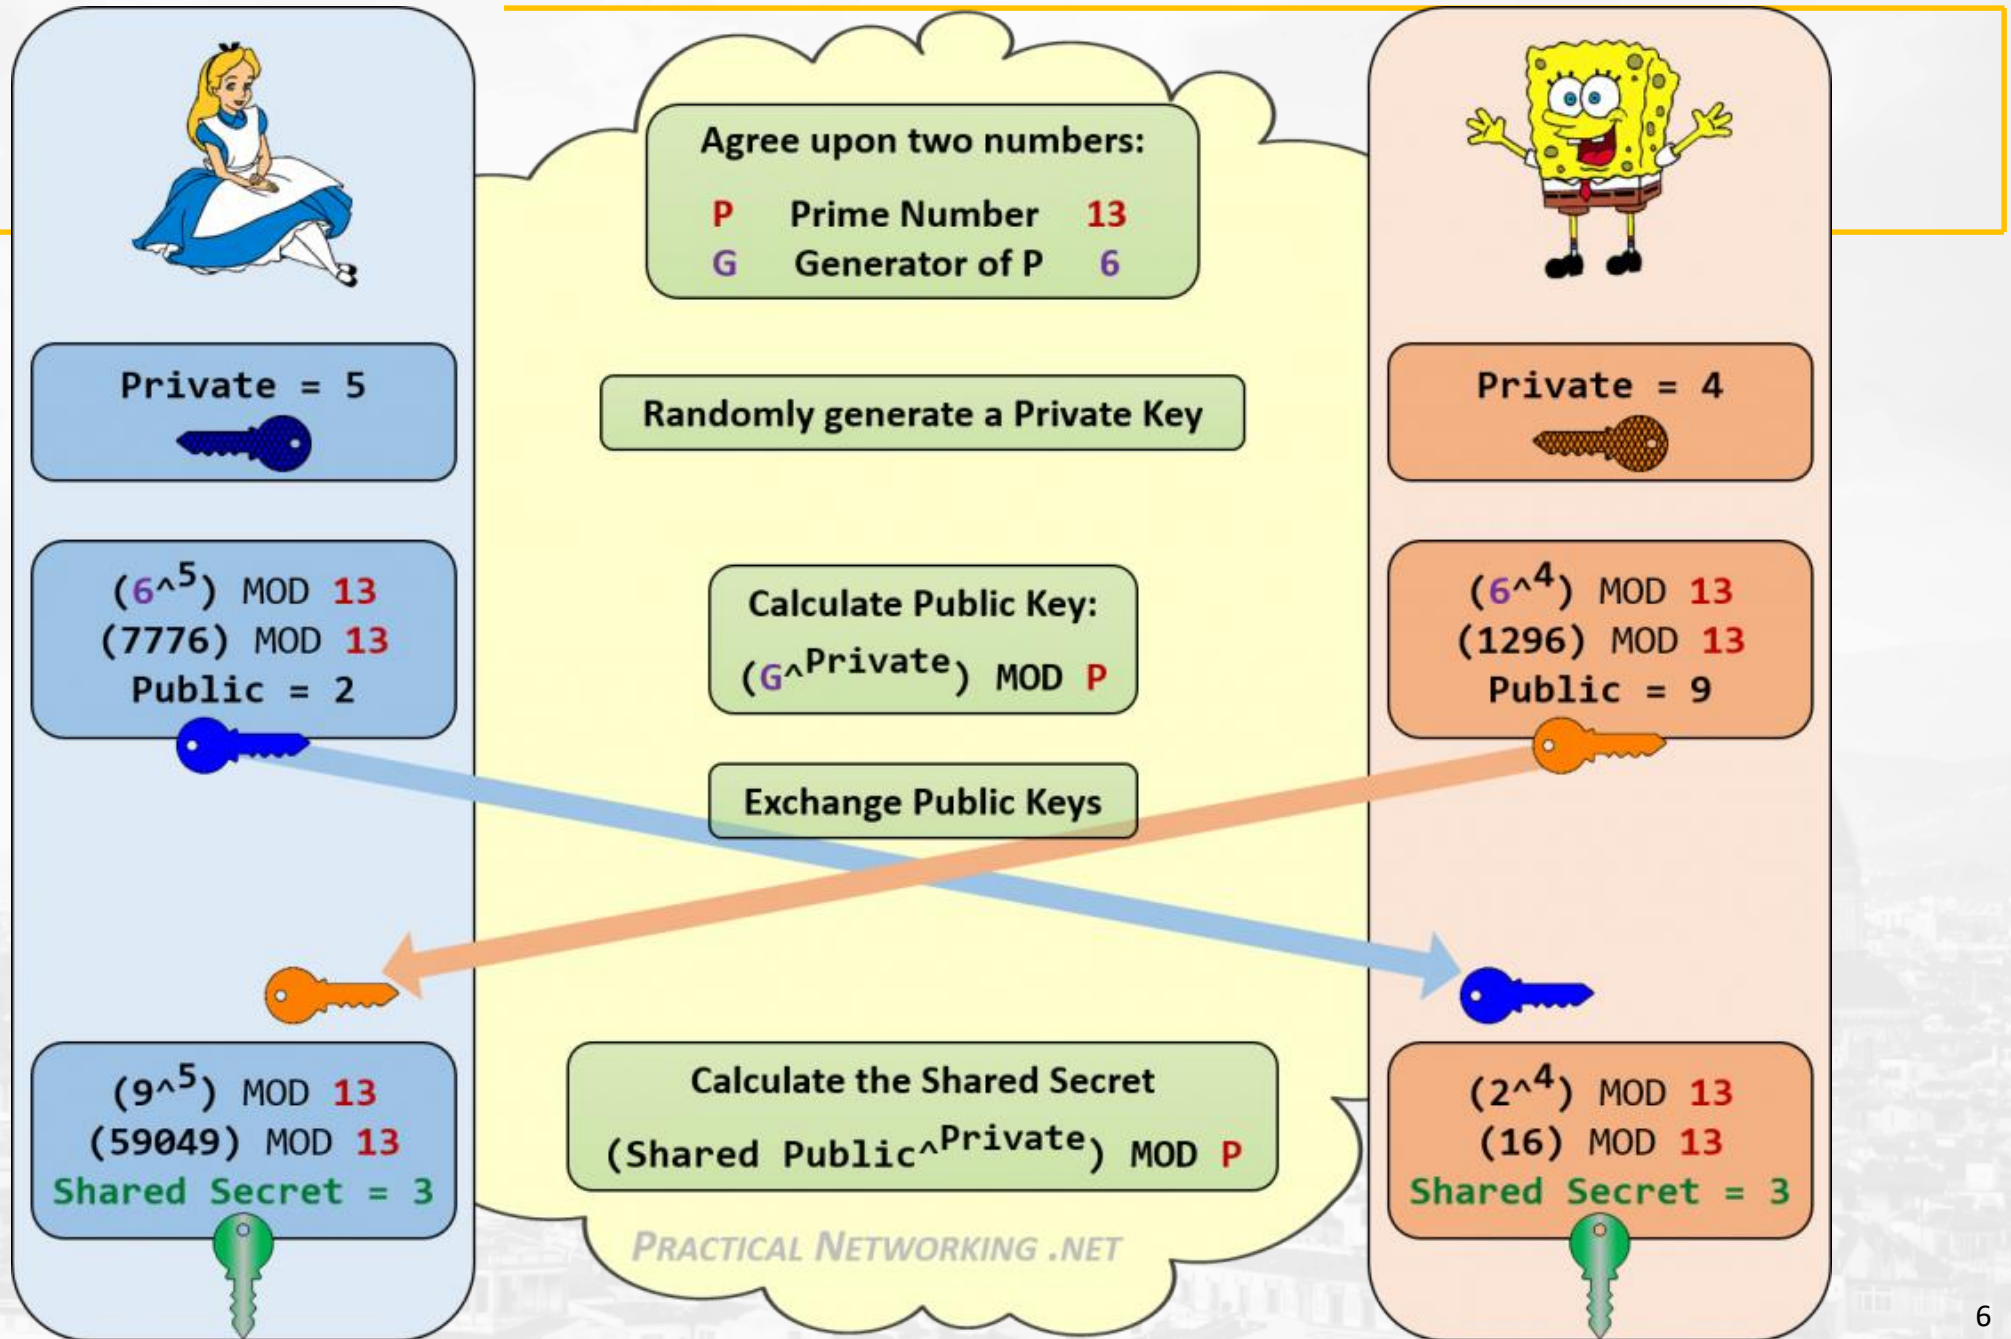 Agree upon two numbers:
P Prime Number 13
G Generator of P 6
Private = 5
Randomly generate a Private Key
Private = 4
(6^5) MOD 13
(7776) MOD 13
Public = 2
Calculate Public Key:
(G^Private) MOD P
(6^4) MOD 13
(1296) MOD 13
Public = 9
Exchange Public Keys
(9^5) MOD 13
(59049) MOD 13
Shared Secret = 3
Calculate the Shared Secret
(Shared Public^Private) MOD P
(2^4) MOD 13
(16) MOD 13
Shared Secret = 3
PRACTICAL NETWORKING .NET
6